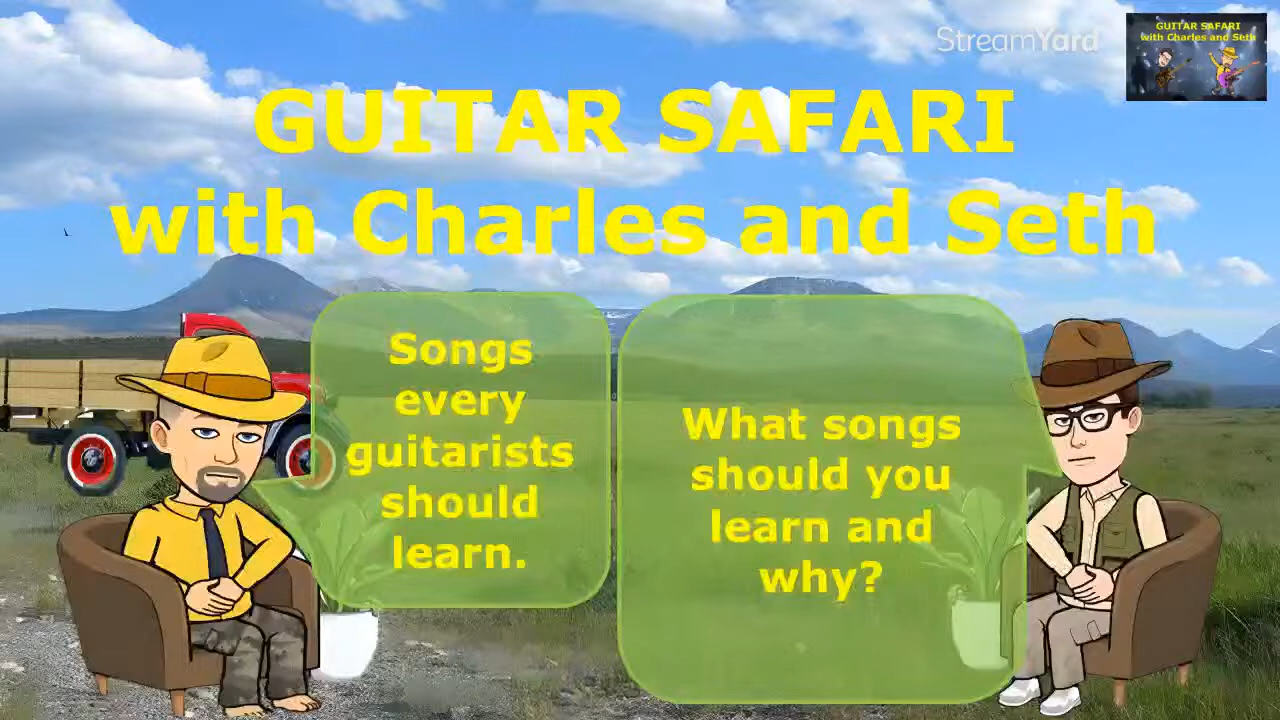 StreamYard
GUITAR SAFARI
with Charles and Seth
GUITAR SAFARI
with Charles and Seth
Songs
every
guitarists
should
learn.
What songs
should you
learn and
why?